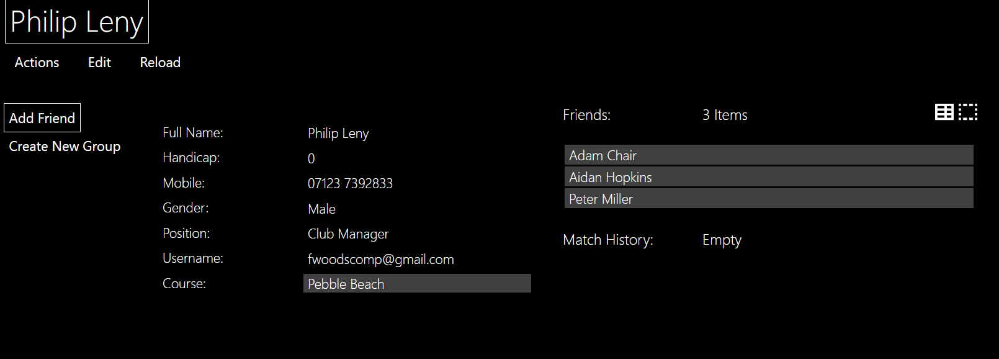 Philip Leny
Actions Edit Reload
Add Friend
Create New Group
Full Name: Philip Leny
Handicap: 0
Mobile: 07123 7392833
Gender: Male
Position: Club Manager
Username: fwoodscomp@gmail.com
Course: Pebble Beach
Friends: 3 Items
Adam Chair
Aidan Hopkins
Peter Miller
Match History: Empty